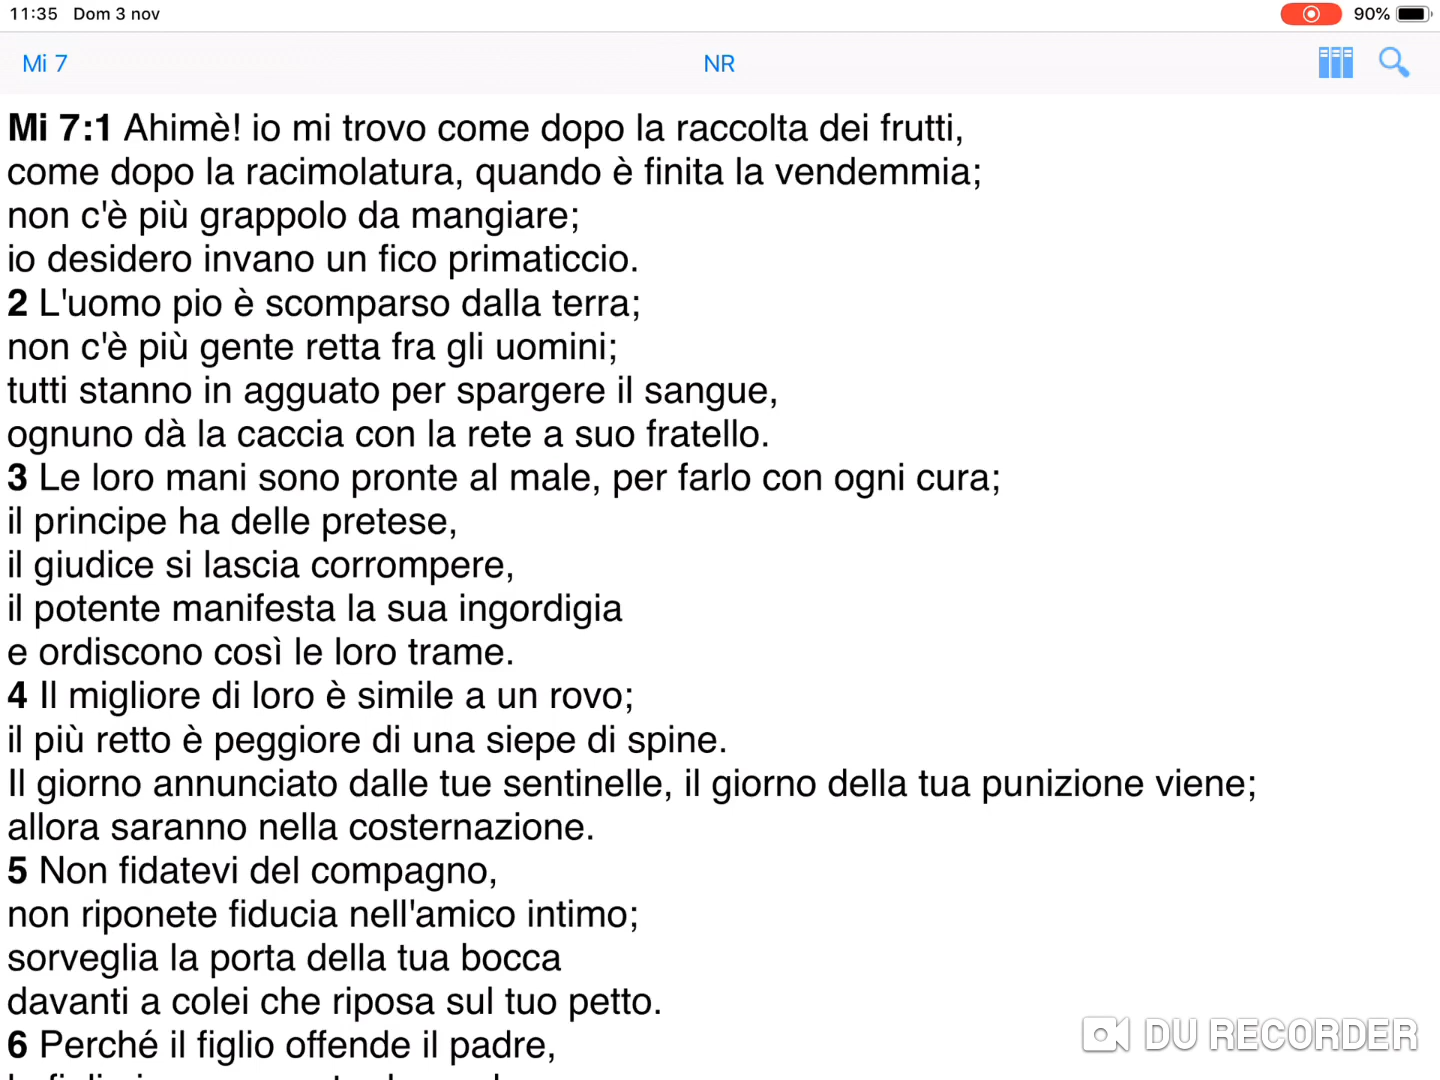 11:35 Dom 3 nov 90%
Mi 7 NR
Mi 7:1 Ahimè! io mi trovo come dopo la raccolta dei frutti,
come dopo la racimolatura, quando è finita la vendemmia;
non c'è più grappolo da mangiare;
io desidero invano un fico primaticcio.
2 L'uomo pio è scomparso dalla terra;
non c'è più gente retta fra gli uomini;
tutti stanno in agguato per spargere il sangue,
ognuno dà la caccia con la rete a suo fratello.
3 Le loro mani sono pronte al male, per farlo con ogni cura;
il principe ha delle pretese,
il giudice si lascia corrompere,
il potente manifesta la sua ingordigia
e ordiscono così le loro trame.
4 Il migliore di loro è simile a un rovo;
il più retto è peggiore di una siepe di spine.
Il giorno annunciato dalle tue sentinelle, il giorno della tua punizione viene;
allora saranno nella costernazione.
5 Non fidatevi del compagno,
non riponete fiducia nell'amico intimo;
sorveglia la porta della tua bocca
davanti a colei che riposa sul tuo petto.
6 Perché il figlio offende il padre,
DU RECORDER